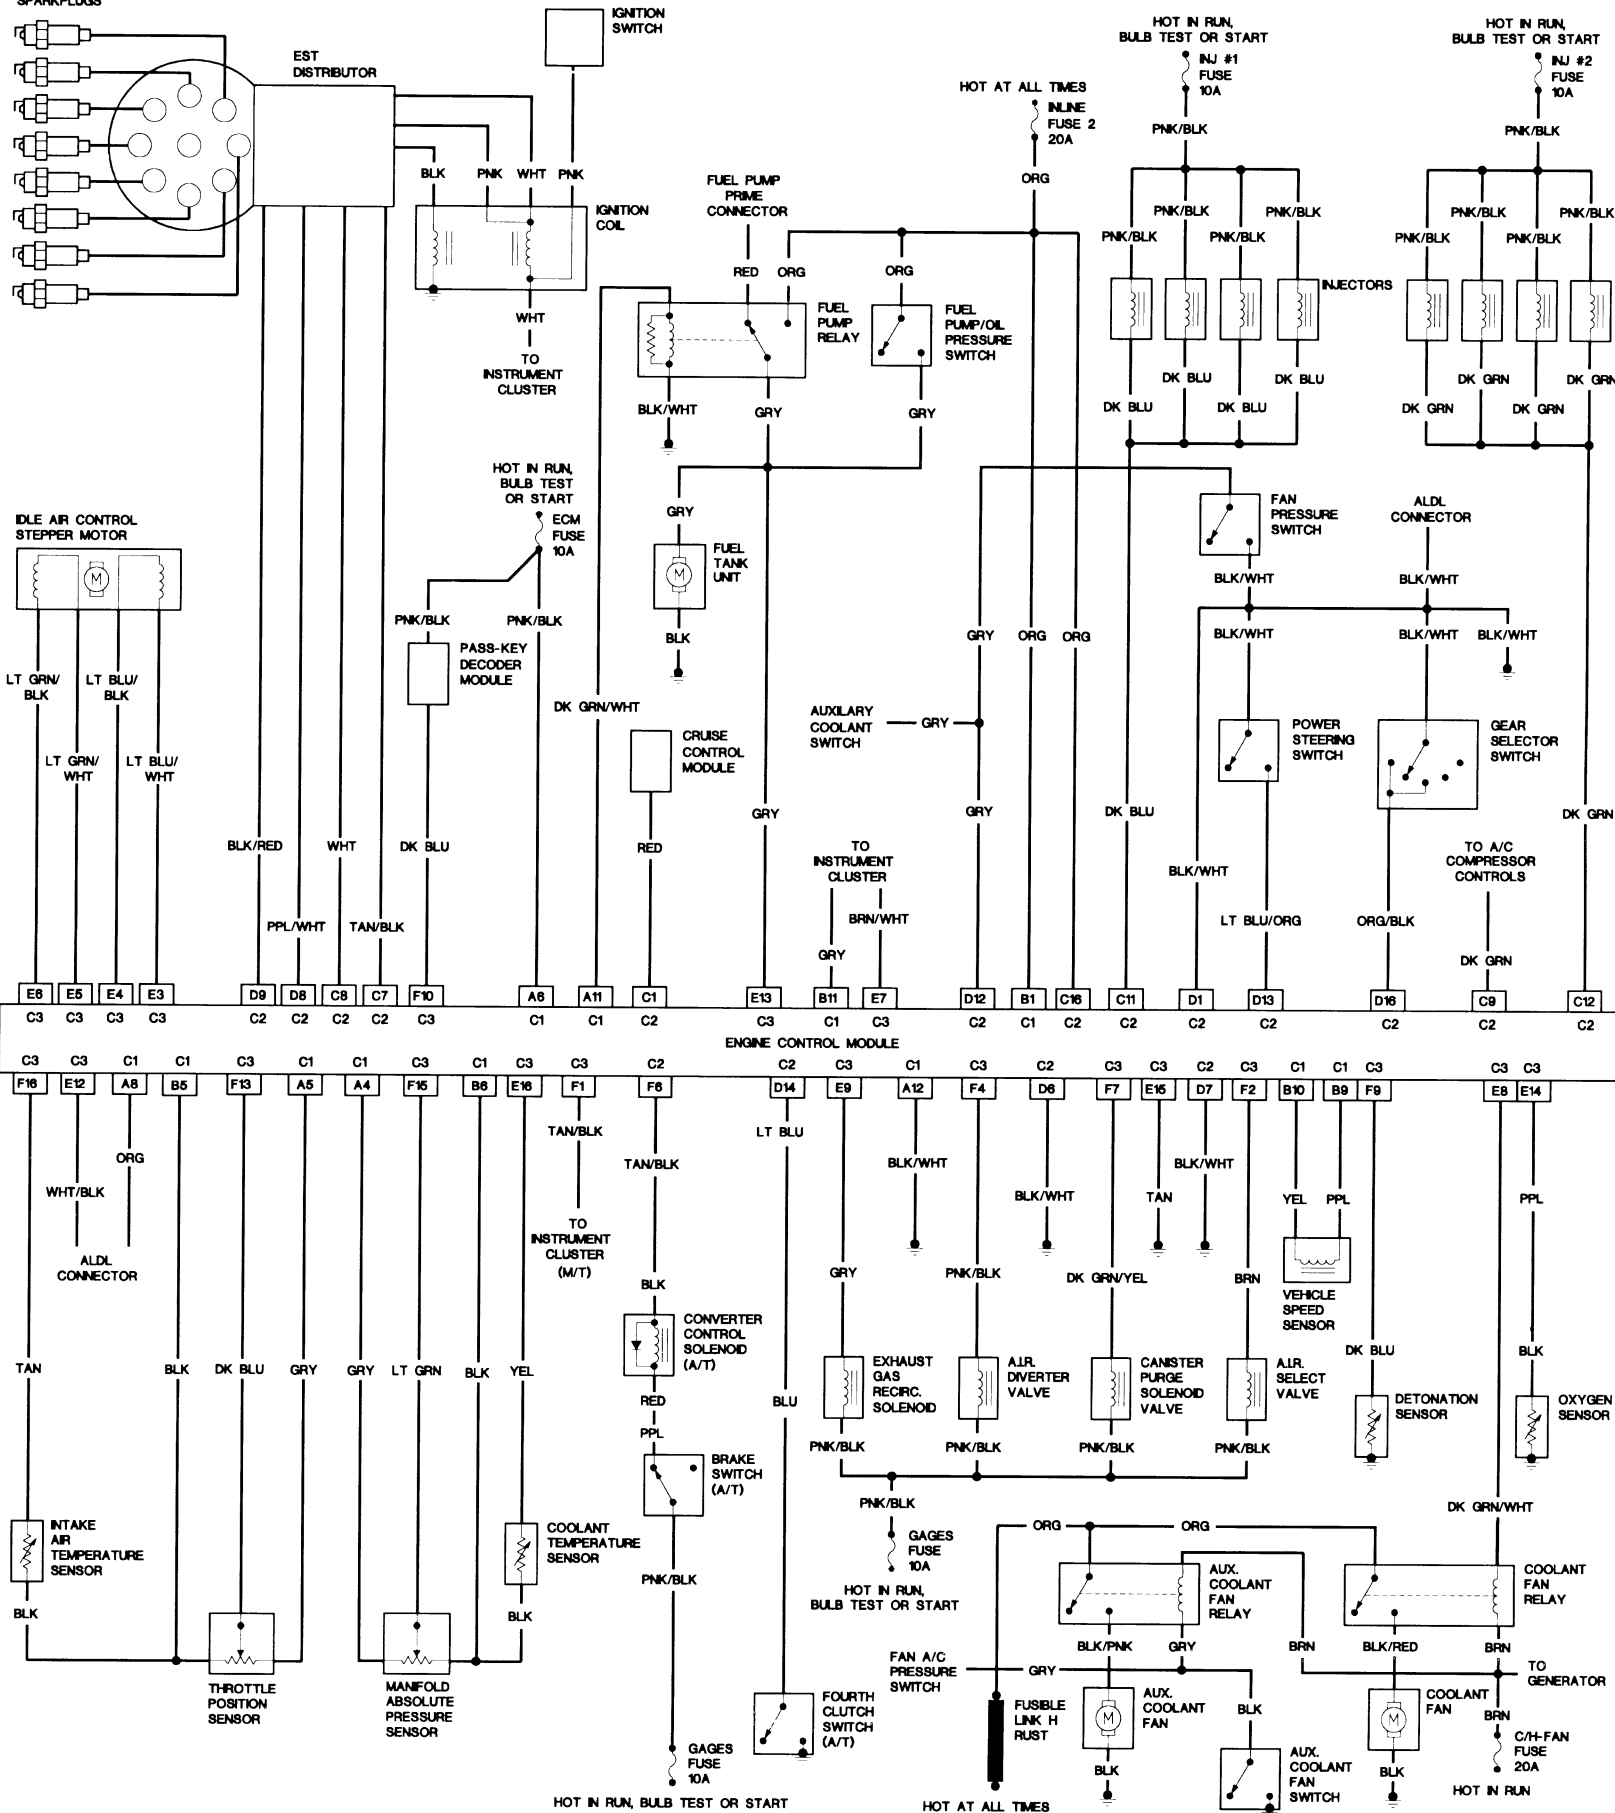 SPARKPLUGS
EST
DISTRIBUTOR
IGNITION
SWITCH
BLK
PNK
WHT
PNK
IGNITION
COIL
WHT
TO
INSTRUMENT
CLUSTER
HOT AT ALL TIMES
INLINE
FUSE 2
20A
ORG
FUEL PUMP
PRIME
CONNECTOR
RED
ORG
ORG
FUEL
PUMP
RELAY
FUEL
PUMP/OIL
PRESSURE
SWITCH
BLK/WHT
GRY
GRY
HOT IN RUN,
BULB TEST OR START
INJ #1
FUSE
10A
PNK/BLK
PNK/BLK
PNK/BLK
PNK/BLK
PNK/BLK
INJECTORS
DK BLU
DK BLU
DK BLU
DK BLU
HOT IN RUN,
BULB TEST OR START
INJ #2
FUSE
10A
PNK/BLK
PNK/BLK
PNK/BLK
PNK/BLK
PNK/BLK
DK GRN
DK GRN
DK GRN
DK GRN
IDLE AIR CONTROL
STEPPER MOTOR
M
LT GRN/
BLK
LT BLU/
BLK
LT GRN/
WHT
LT BLU/
WHT
BLK/RED
WHT
PPL/WHT
TAN/BLK
HOT IN RUN,
BULB TEST
OR START
ECM
FUSE
10A
PNK/BLK
PNK/BLK
PASS-KEY
DECODER
MODULE
DK BLU
GRY
FUEL
TANK
UNIT
M
BLK
DK GRN/WHT
CRUISE
CONTROL
MODULE
RED
GRY
AUXILARY
COOLANT
SWITCH
GRY
GRY
ORG
ORG
GRY
TO
INSTRUMENT
CLUSTER
BRN/WHT
GRY
FAN
PRESSURE
SWITCH
BLK/WHT
ALDL
CONNECTOR
BLK/WHT
BLK/WHT
BLK/WHT
BLK/WHT
POWER
STEERING
SWITCH
GEAR
SELECTOR
SWITCH
DK BLU
BLK/WHT
LT BLU/ORG
ORG/BLK
TO A/C
COMPRESSOR
CONTROLS
DK GRN
DK GRN
E6 E5 E4 E3 D9 D8 C8 C7 F10 A6 A11 C1 E13 B11 E7 D12 B1 C16 C11 D1 D13 D16 C9 C12
C3 C3 C3 C3 C2 C2 C2 C2 C3 C1 C1 C2 C3 C1 C3 C2 C1 C2 C2 C2 C2 C2 C2 C2
ENGINE CONTROL MODULE
C3 C3 C1 C1 C3 C1 C1 C3 C1 C3 C3 C2 C2 C3 C1 C3 C2 C3 C3 C2 C3 C1 C1 C3 C3 C3
F16 E12 A8 B5 F13 A5 A4 F15 B6 E16 F1 F6 D14 E9 A12 F4 D6 F7 E15 D7 F2 B10 B9 F9 E8 E14
ORG
WHT/BLK
ALDL
CONNECTOR
TAN/BLK
TO
INSTRUMENT
CLUSTER
(M/T)
TAN/BLK
BLK
CONVERTER
CONTROL
SOLENOID
(A/T)
RED
PPL
BRAKE
SWITCH
(A/T)
PNK/BLK
GAGES
FUSE
10A
HOT IN RUN, BULB TEST OR START
TAN
BLK
DK BLU
GRY
GRY
LT GRN
BLK
YEL
INTAKE
AIR
TEMPERATURE
SENSOR
BLK
THROTTLE
POSITION
SENSOR
MANIFOLD
ABSOLUTE
PRESSURE
SENSOR
COOLANT
TEMPERATURE
SENSOR
BLK
LT BLU
BLU
FOURTH
CLUTCH
SWITCH
(A/T)
BLK/WHT
BLK/WHT
TAN
BLK/WHT
GRY
PNK/BLK
DK GRN/YEL
BRN
EXHAUST
GAS
RECIRC.
SOLENOID
A.I.R.
DIVERTER
VALVE
CANISTER
PURGE
SOLENOID
VALVE
A.I.R.
SELECT
VALVE
PNK/BLK
PNK/BLK
PNK/BLK
PNK/BLK
PNK/BLK
GAGES
FUSE
10A
HOT IN RUN,
BULB TEST OR START
YEL
PPL
VEHICLE
SPEED
SENSOR
DK BLU
DETONATION
SENSOR
PPL
BLK
OXYGEN
SENSOR
DK GRN/WHT
ORG
ORG
AUX.
COOLANT
FAN
RELAY
COOLANT
FAN
RELAY
BLK/PNK
GRY
BRN
BLK/RED
BRN
FAN A/C
PRESSURE
SWITCH
GRY
TO
GENERATOR
FUSIBLE
LINK H
RUST
HOT AT ALL TIMES
M
AUX.
COOLANT
FAN
BLK
BLK
AUX.
COOLANT
FAN
SWITCH
M
COOLANT
FAN
BLK
BRN
C/H-FAN
FUSE
20A
HOT IN RUN